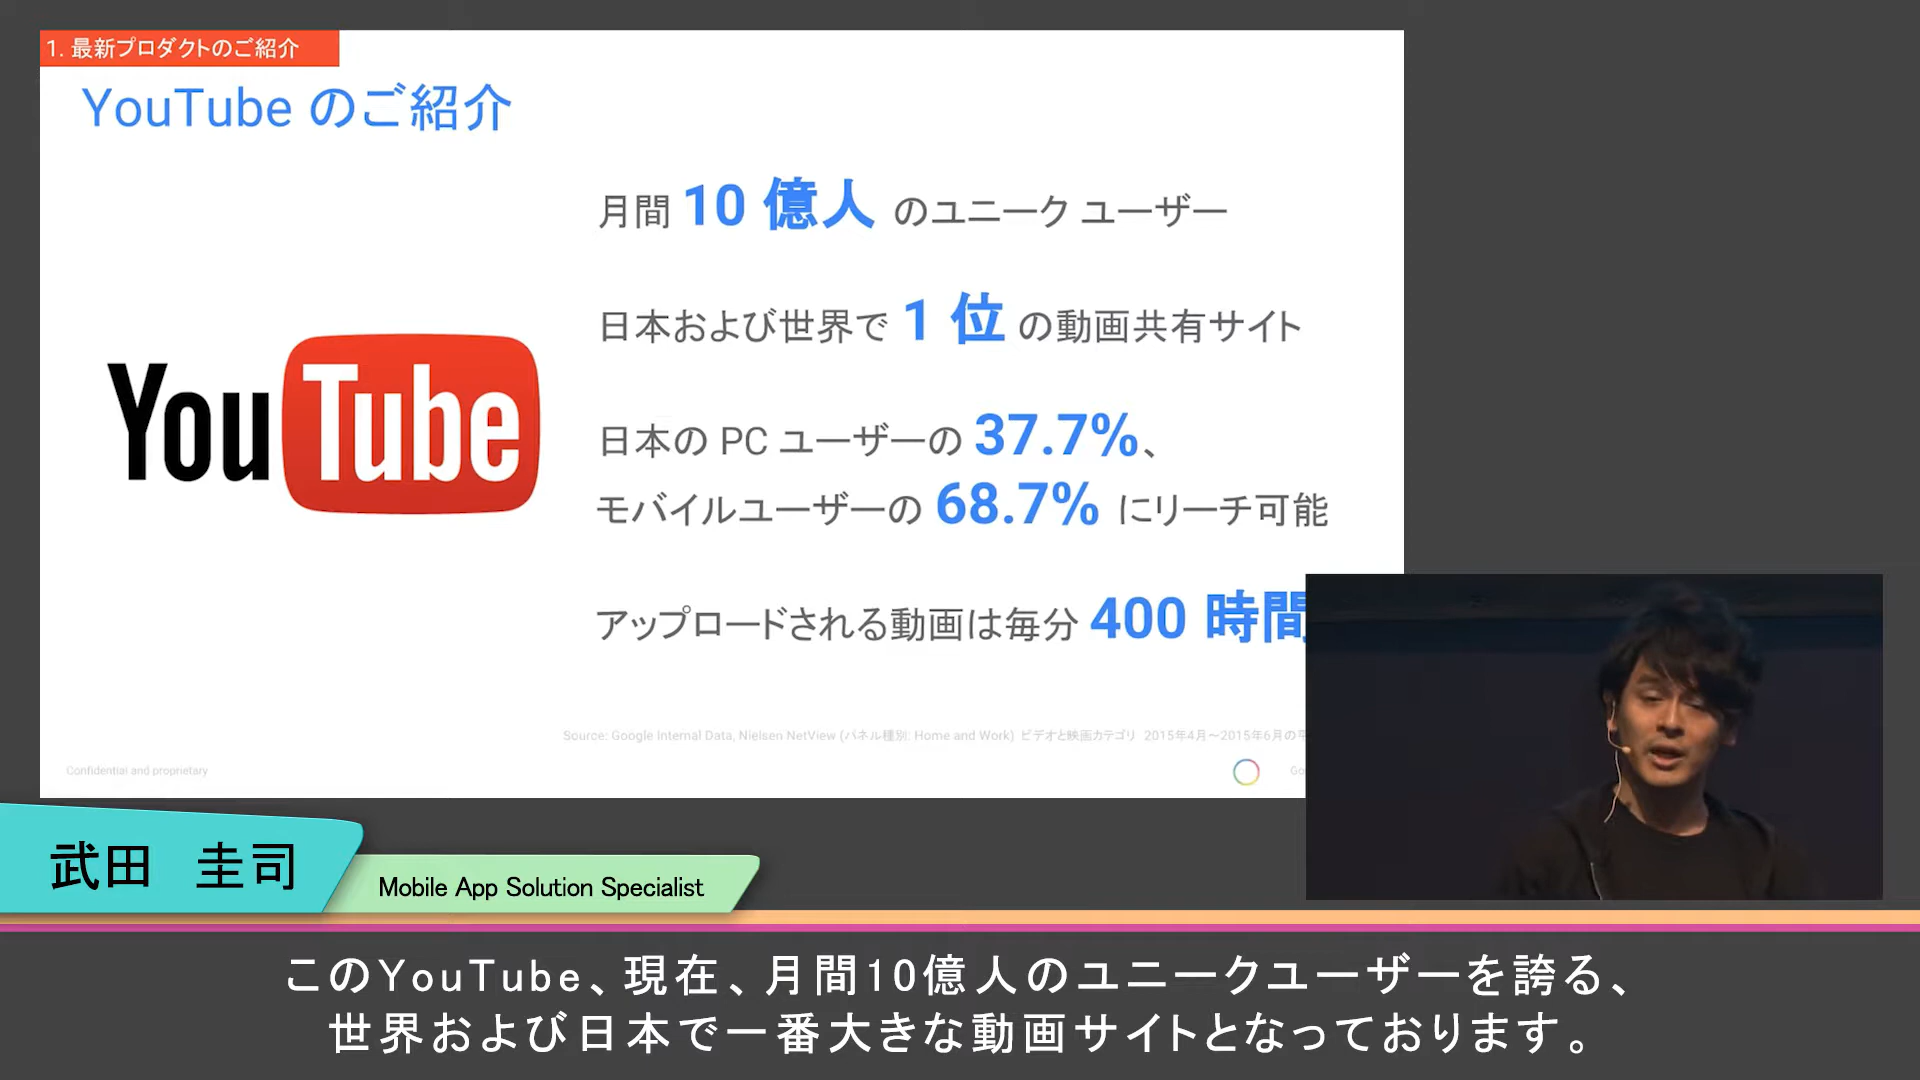 1. 最新プロダクトのご紹介
YouTube のご紹介
月間 10 億人 のユニーク ユーザー
日本および世界で 1 位 の動画共有サイト
YouTube
日本の PC ユーザーの 37.7%、
モバイルユーザーの 68.7% にリーチ可能
アップロードされる動画は毎分 400 時間
Source: Google Internal Data, Nielsen NetView (パネル種別: Home and Work) ビデオと映画カテゴリ 2015年4月〜2015年6月の
Confidential and proprietary
武田 圭司
Mobile App Solution Specialist
このYouTube、現在、月間10億人のユニークユーザーを誇る、
世界および日本で一番大きな動画サイトとなっております。